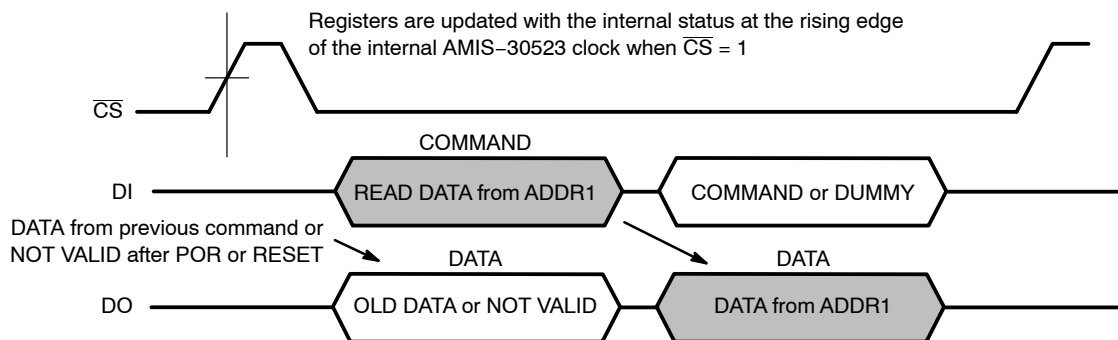 Registers are updated with the internal status at the rising edge
of the internal AMIS−30523 clock when C̅S̅ = 1
C̅S̅
COMMAND
DI
READ DATA from ADDR1
COMMAND or DUMMY
DATA from previous command or
NOT VALID after POR or RESET
DATA
DATA
DO
OLD DATA or NOT VALID
DATA from ADDR1